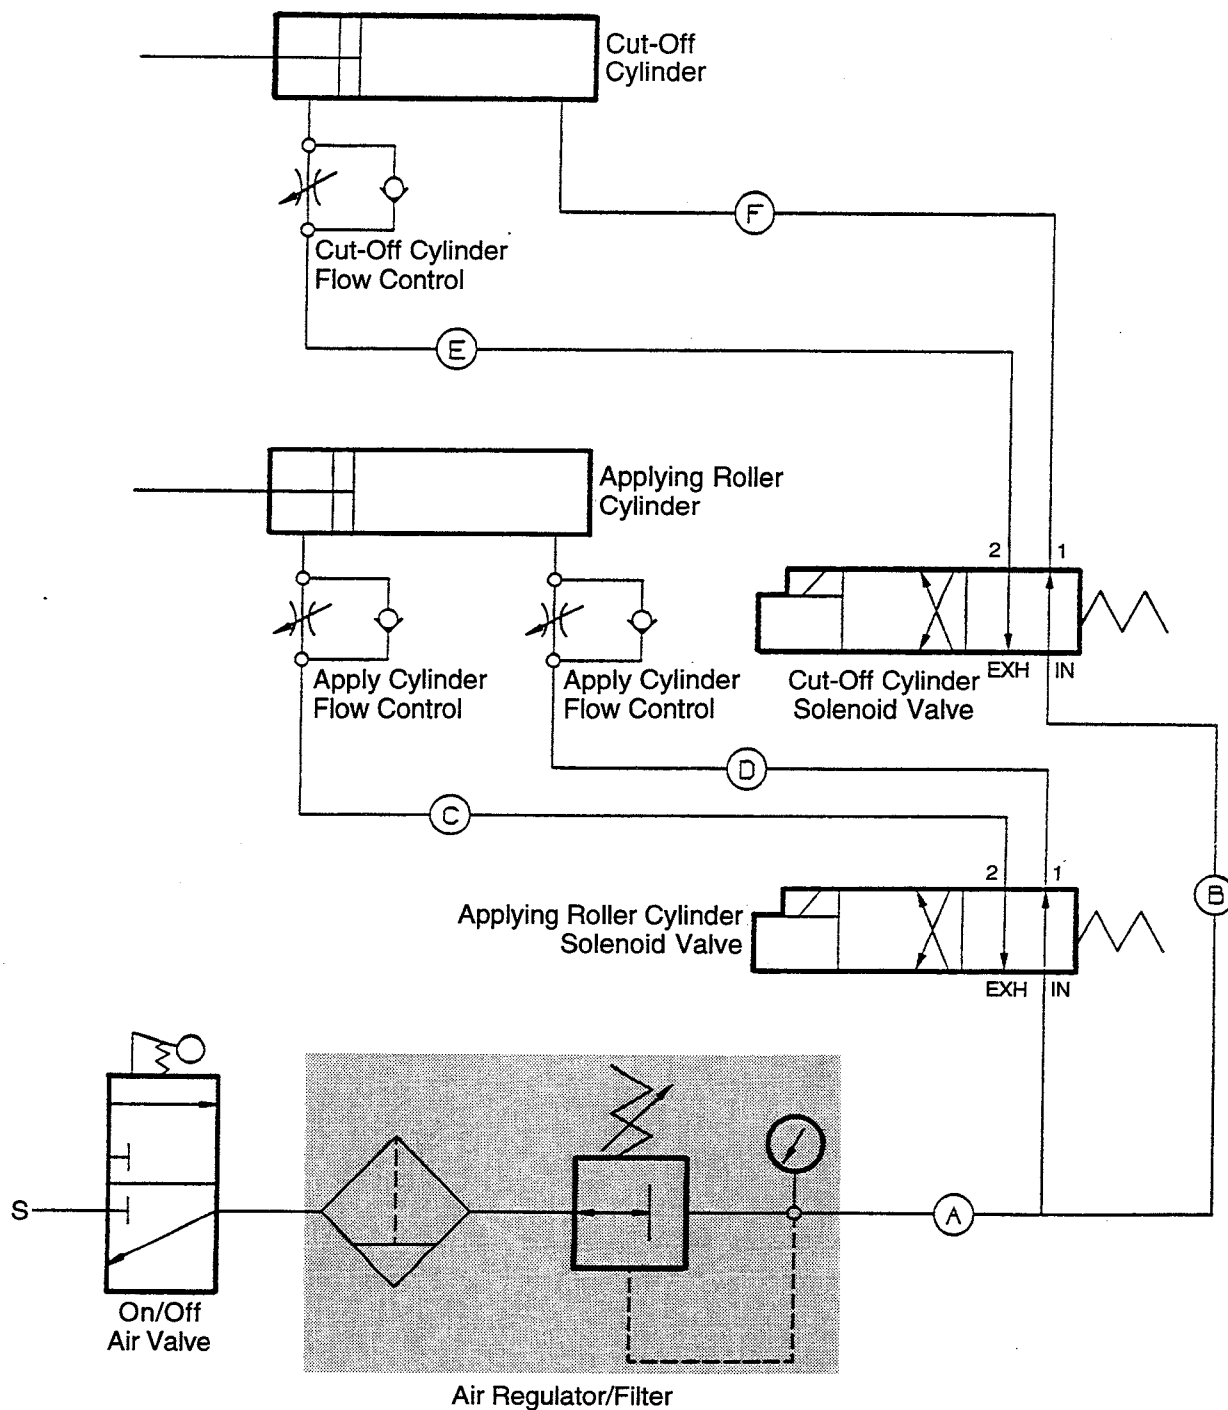 Cut-Off
Cylinder
F
Cut-Off Cylinder
Flow Control
E
Applying Roller
Cylinder
2
1
EXH
IN
Apply Cylinder
Flow Control
Apply Cylinder
Flow Control
Cut-Off Cylinder
Solenoid Valve
D
C
2
1
B
Applying Roller Cylinder
Solenoid Valve
EXH
IN
S
A
On/Off
Air Valve
Air Regulator/Filter